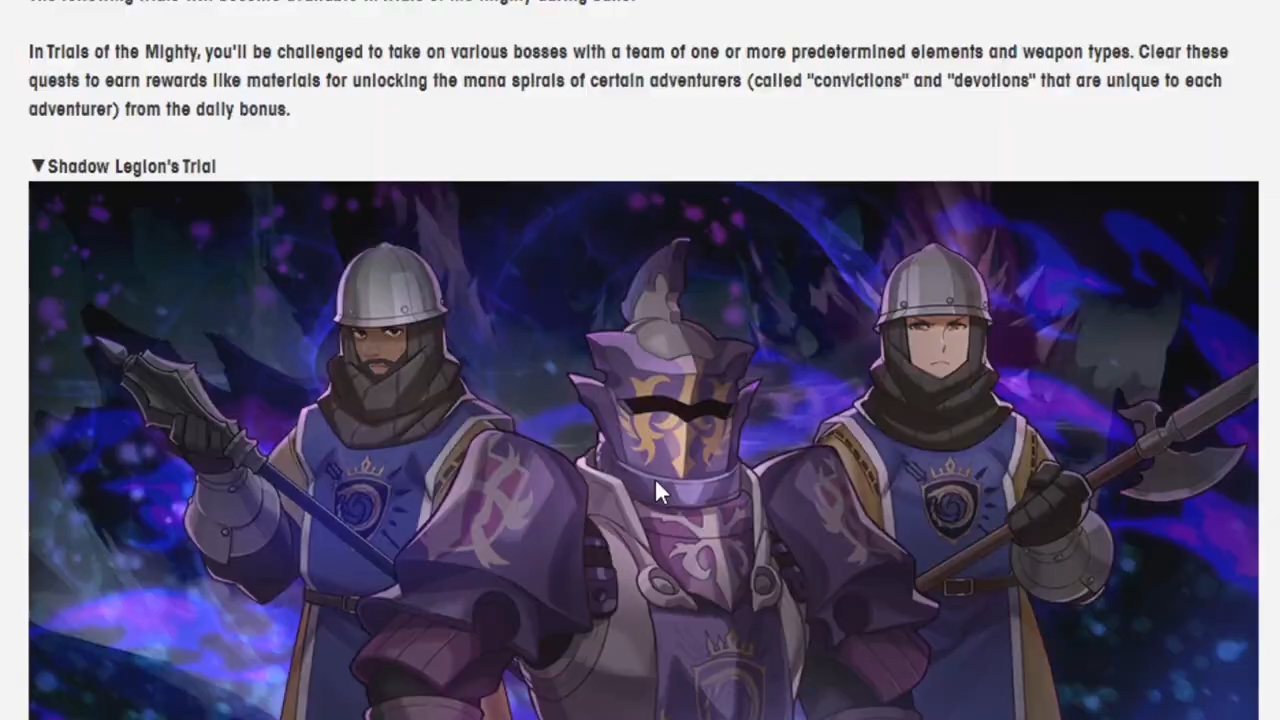 In Trials of the Mighty, you'll be challenged to take on various bosses with a team of one or more predetermined elements and weapon types. Clear these
quests to earn rewards like materials for unlocking the mana spirals of certain adventurers (called "convictions" and "devotions" that are unique to each
adventurer) from the daily bonus.
▼Shadow Legion's Trial